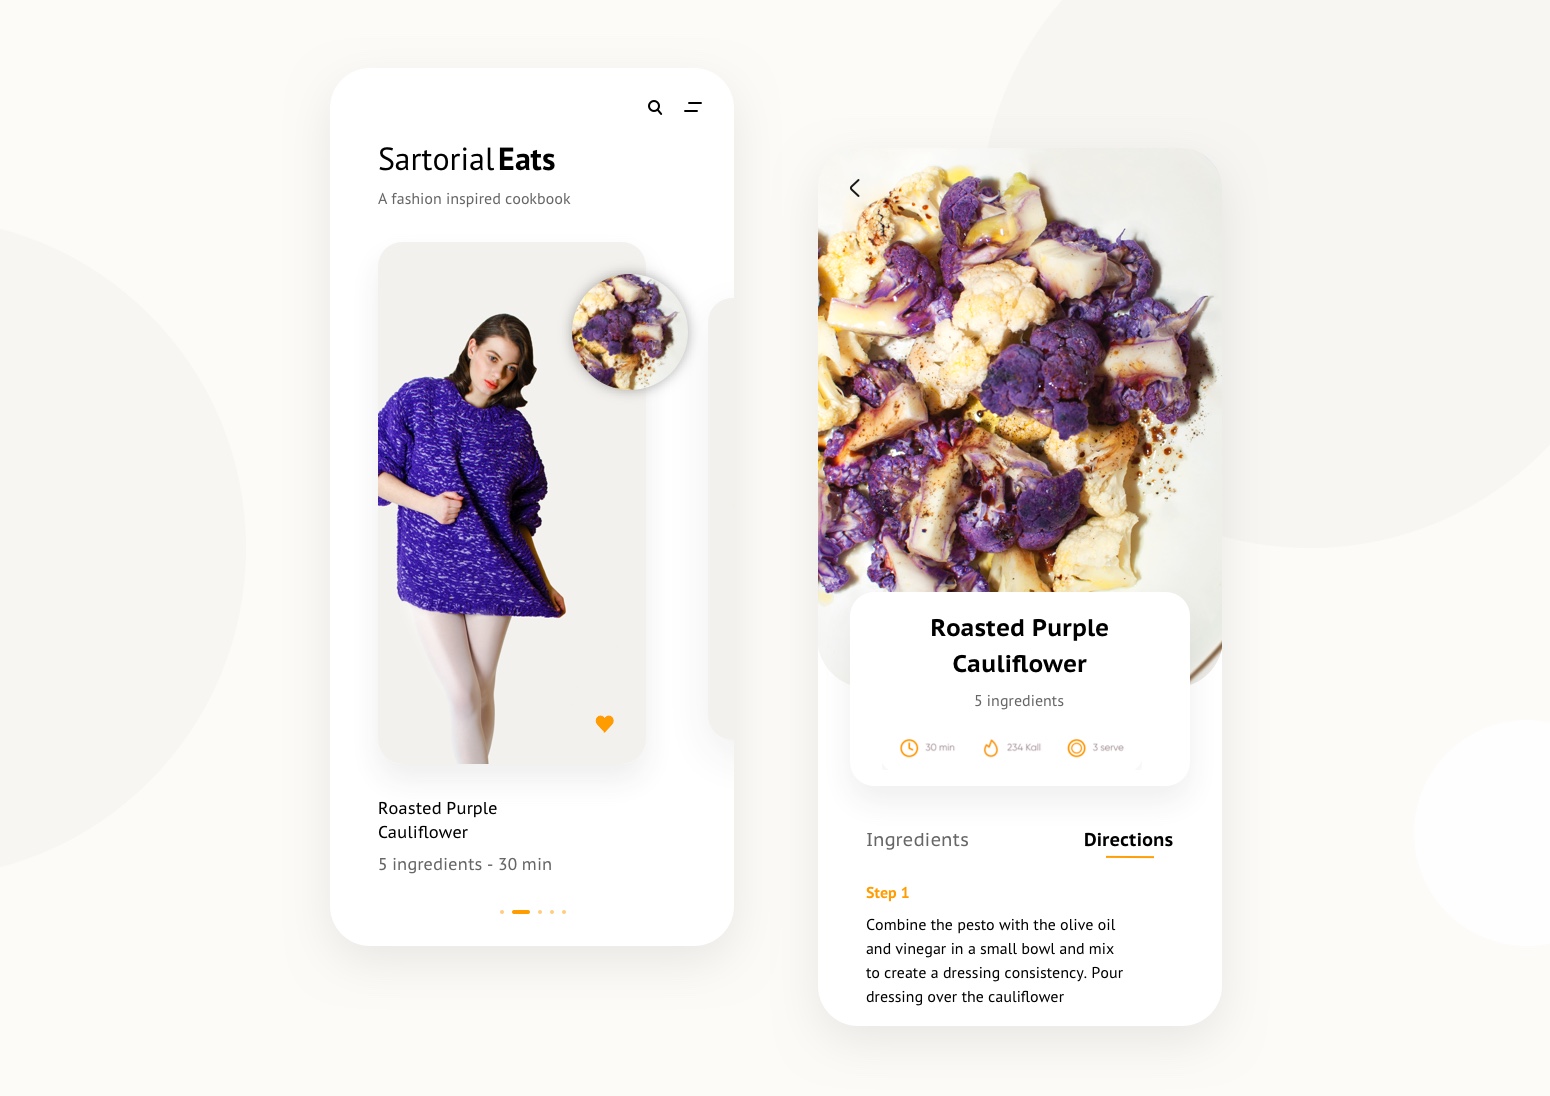 Sartorial Eats
A fashion inspired cookbook
Roasted Purple
Cauliflower
5 ingredients - 30 min
Roasted Purple
Cauliflower
5 ingredients
30 min 234 Kall 3 serve
Ingredients Directions
Step 1
Combine the pesto with the olive oil
and vinegar in a small bowl and mix
to create a dressing consistency. Pour
dressing over the cauliflower